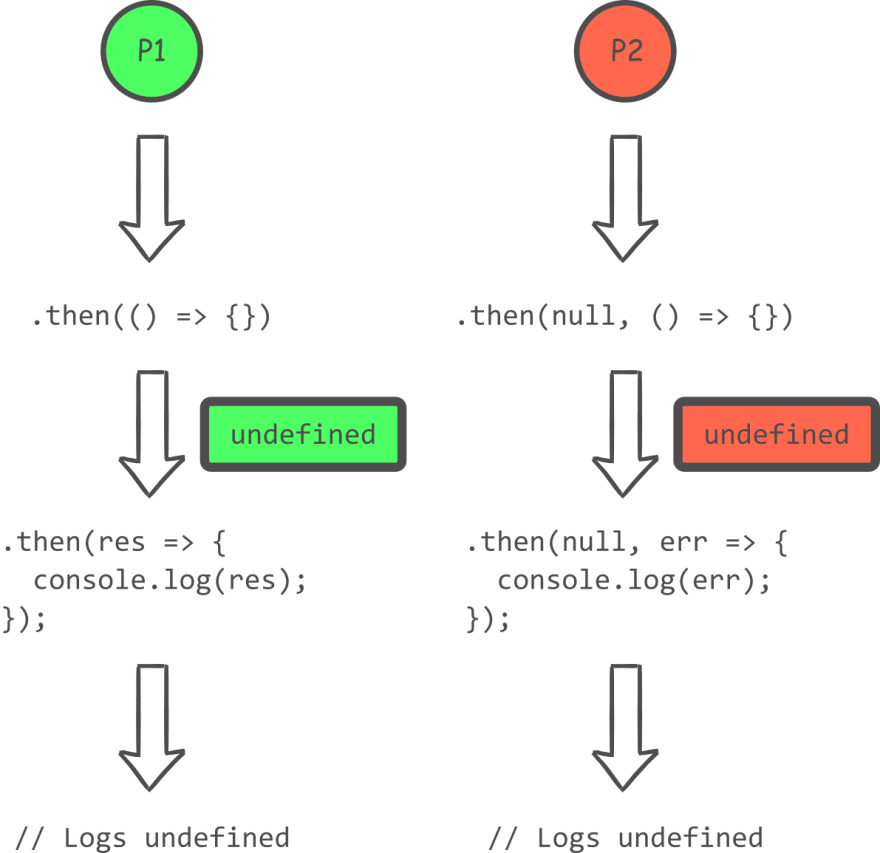 P1
.then(() => {})
undefined
.then(res => {
  console.log(res);
});
// Logs undefined
P2
.then(null, () => {})
undefined
.then(null, err => {
  console.log(err);
});
// Logs undefined